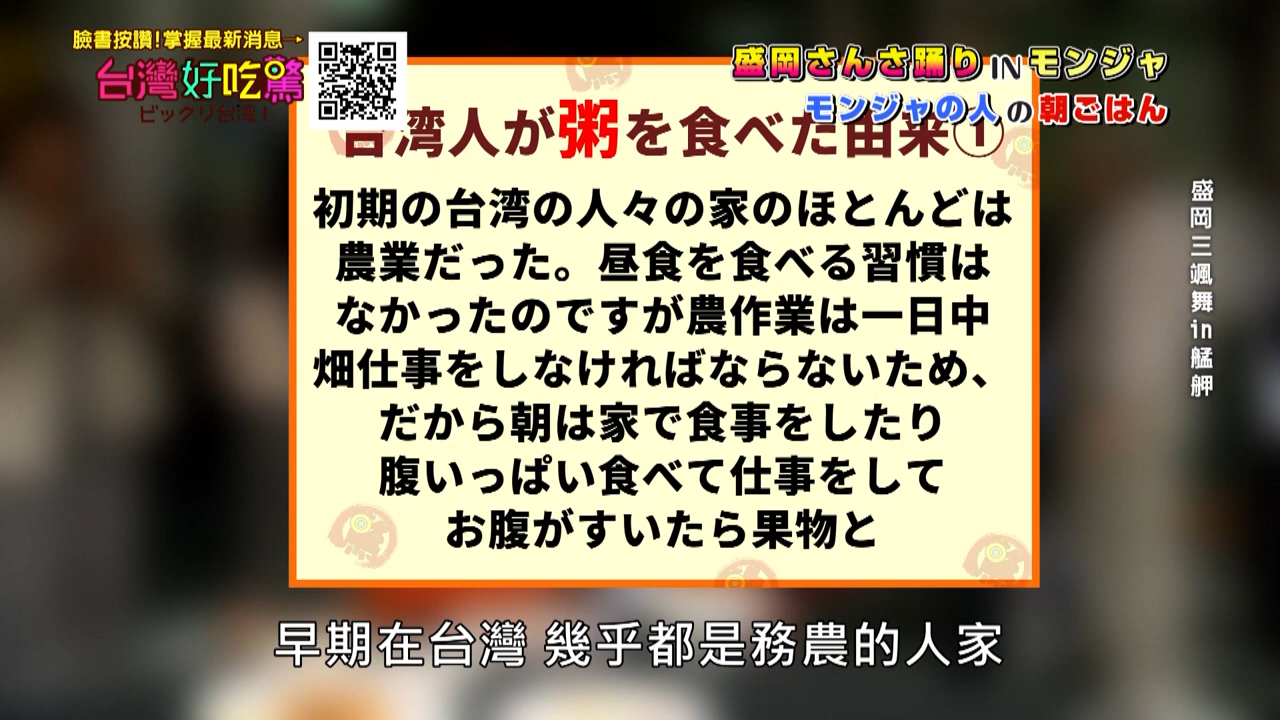 臉書按讚!掌握最新消息→
台灣好吃驚
ビックリ台湾!
盛岡さんさ踊りINモンジャ
モンジャの人の朝ごはん
台湾人が粥を食べた由来①
初期の台湾の人々の家のほとんどは
農業だった。昼食を食べる習慣は
なかったのですが農作業は一日中
畑仕事をしなければならないため、
だから朝は家で食事をしたり
腹いっぱい食べて仕事をして
お腹がすいたら果物と
盛岡三颯舞in艋舺
早期在台灣 幾乎都是務農的人家